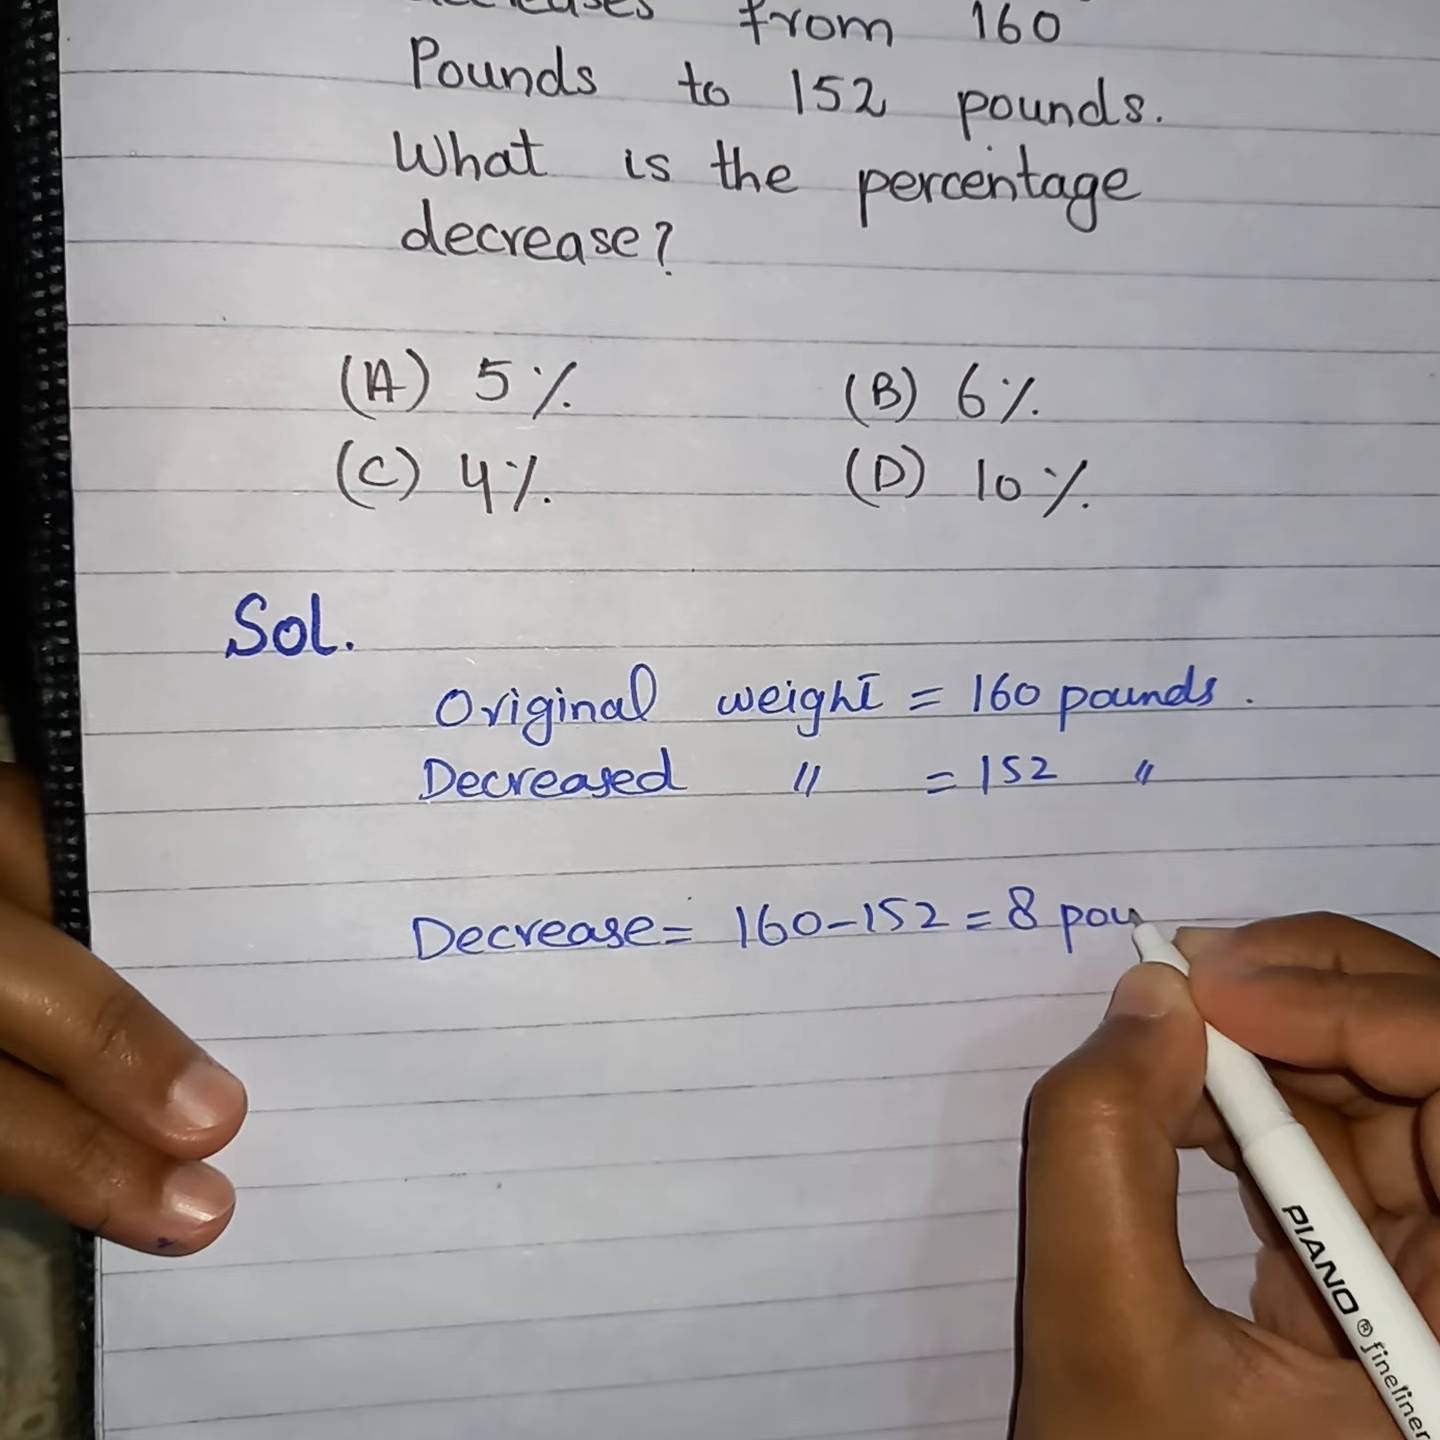 decreases from 160
Pounds to 152 pounds.
What is the percentage
decrease?
(A) 5% (B) 6%
(C) 4% (D) 10%
Sol.
Original weight = 160 pounds.
Decreased " = 152 "
Decrease = 160-152 = 8 pou
PIANO® fineliner